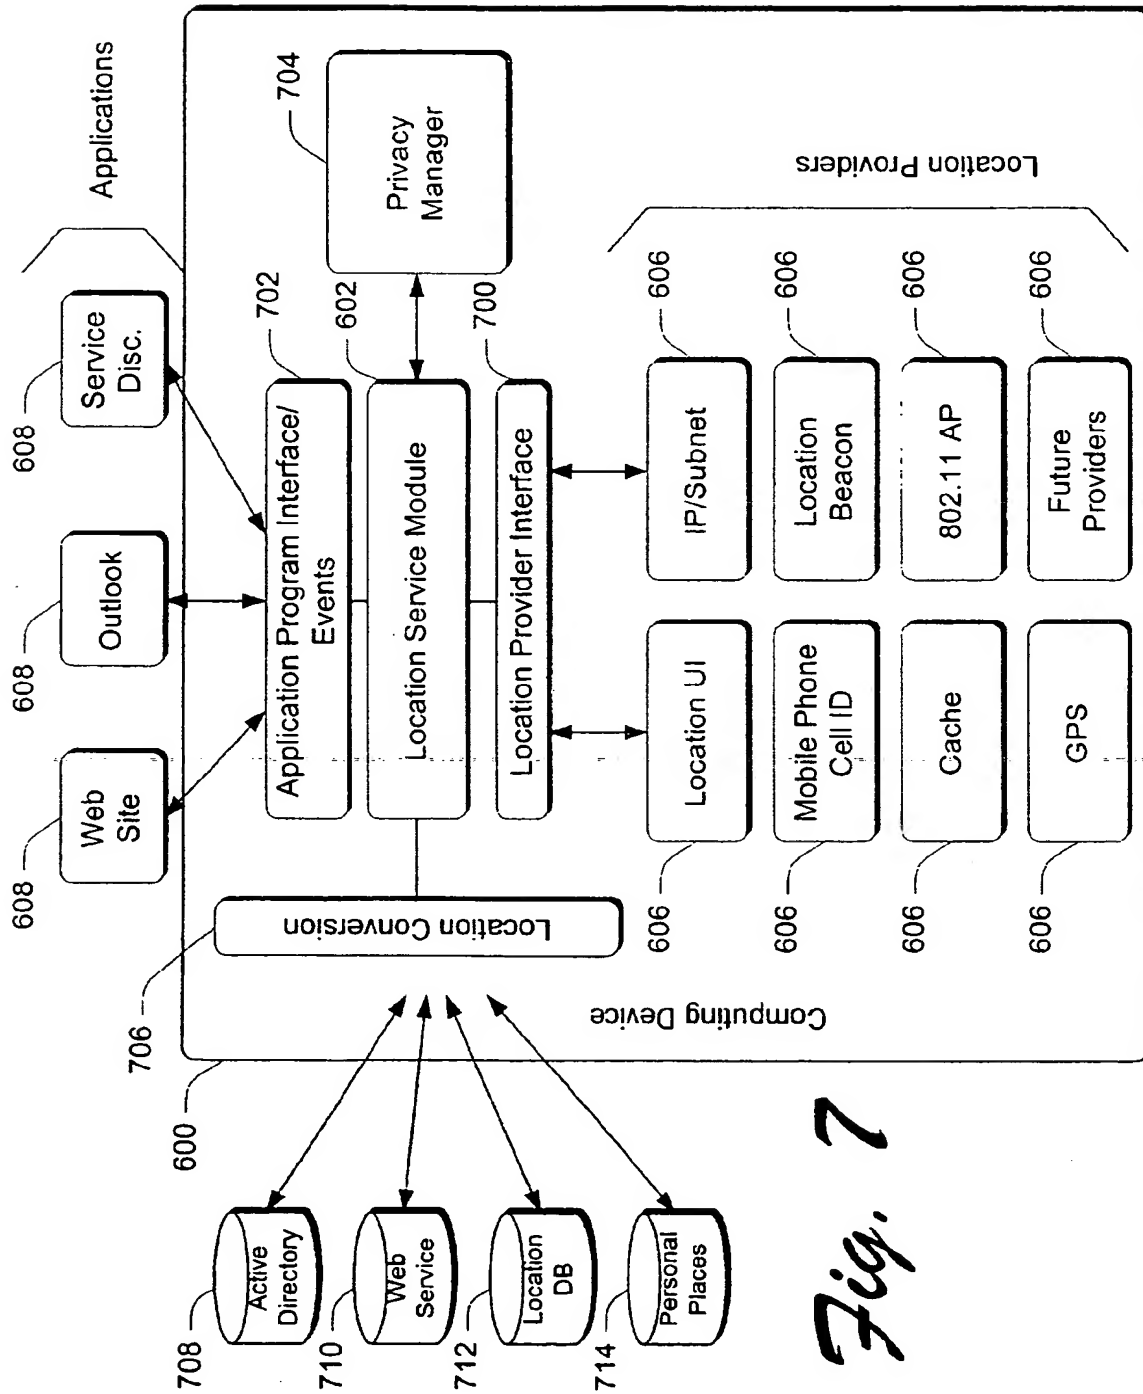 Applications
608
Web
Site
608
Outlook
608
Service
Disc.
600
706
Location Conversion
702
Application Program Interface/
Events
602
Location Service Module
700
Location Provider Interface
704
Privacy
Manager
708
Active
Directory
710
Web
Service
712
Location
DB
714
Personal
Places
Computing Device
606
Location UI
606
IP/Subnet
606
Mobile Phone
Cell ID
606
Location
Beacon
606
Cache
606
802.11 AP
606
GPS
606
Future
Providers
Location Providers
Fig. 7